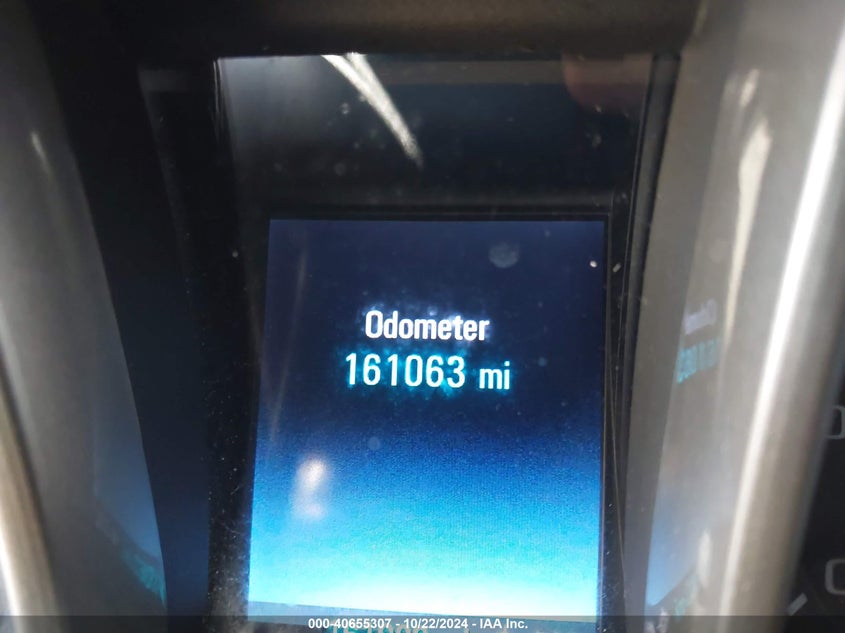 Odometer
161063 mi
000-40655307 - 10/22/2024 - IAA Inc.